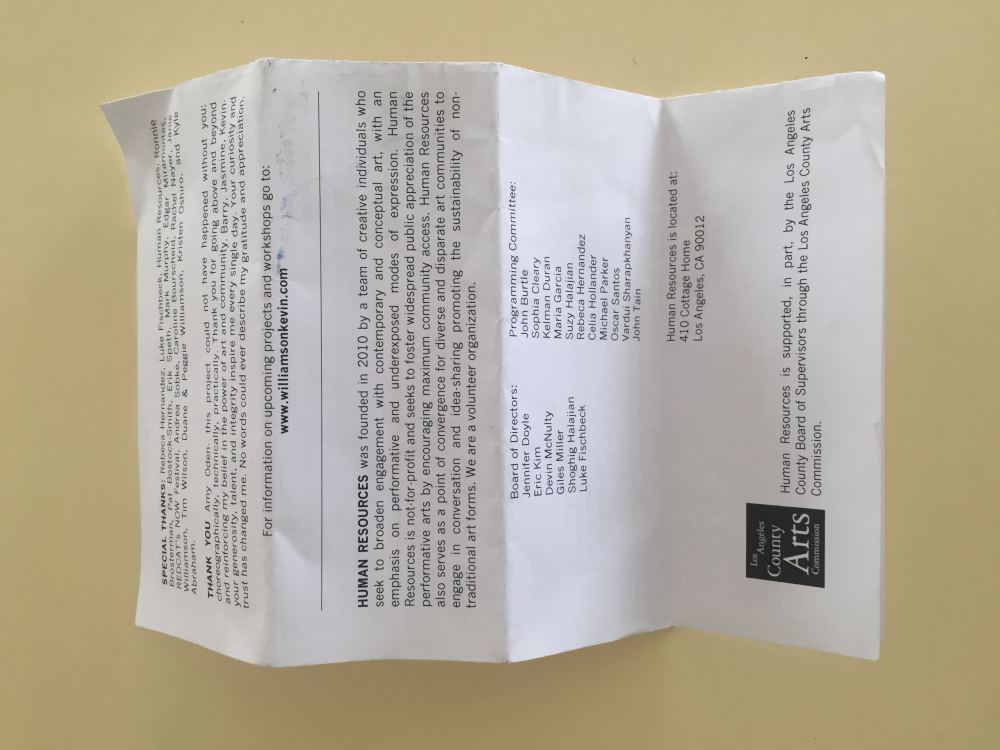 SPECIAL THANKS: Rebeca Hernandez, Luke Fischbeck, Human Resources, Ronnie
Brosterman, Pat Bostock-Smith, Erik Speth, Mark Murphy, Edgar Miramontes,
REDCAT's NOW Festival, Andrea Sobke, Caroline Bourscheid, Rachel Nayer, Jane
Williamson, Tim Wilson, Duane & Peggie Williamson, Kristen Oshiro, and Kyle
Abraham.
THANK YOU Amy Oden: this project could not have happened without you:
choreographically, technically, practically. Thank you for going above and beyond
and reinforcing my belief in the power of art and community. Barry, Jasmine, Kevin-
your generosity, talent, and integrity inspire me every single day. Your curiosity and
trust has changed me. No words could ever describe my gratitude and appreciation.
For information on upcoming projects and workshops go to:
www.williamsonkevin.com
HUMAN RESOURCES was founded in 2010 by a team of creative individuals who
seek to broaden engagement with contemporary and conceptual art, with an
emphasis on performative and underexposed modes of expression. Human
Resources is not-for-profit and seeks to foster widespread public appreciation of the
performative arts by encouraging maximum community access. Human Resources
also serves as a point of convergence for diverse and disparate art communities to
engage in conversation and idea-sharing promoting the sustainability of non-
traditional art forms. We are a volunteer organization.
Board of Directors:
Jennifer Doyle
Eric Kim
Devin McNulty
Giles Miller
Shoghig Halajian
Luke Fischbeck
Programming Committee:
John Burtle
Sophia Cleary
Kelman Duran
Maria Garcia
Suzy Halajian
Rebeca Hernandez
Celia Hollander
Michael Parker
Oscar Santos
Vardui Sharapkhanyan
John Tain
Human Resources is located at:
410 Cottage Home
Los Angeles, CA 90012
Los
Angeles
County
Arts
Commission
Human Resources is supported, in part, by the Los Angeles
County Board of Supervisors through the Los Angeles County Arts
Commission.